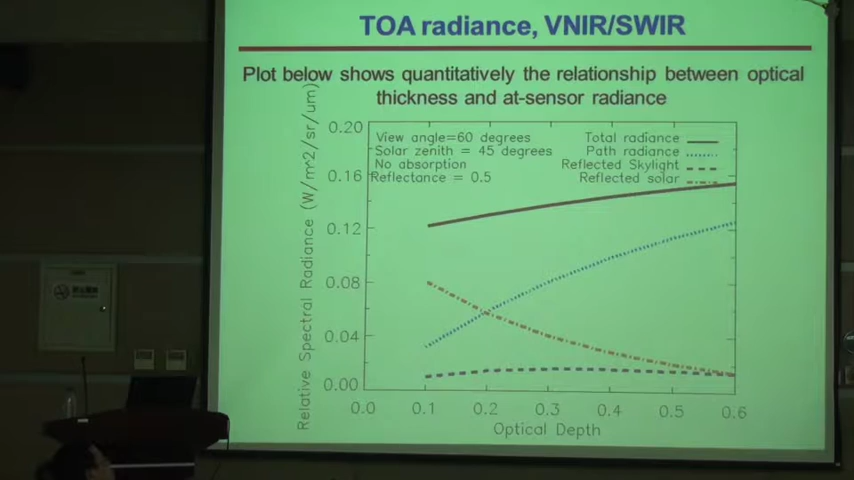 TOA radiance, VNIR/SWIR
Plot below shows quantitatively the relationship between optical
thickness and at-sensor radiance
Relative Spectral Radiance (W/m^2/sr/um)
0.20
0.16
0.12
0.08
0.04
0.00
View angle=60 degrees
Solar zenith = 45 degrees
No absorption
Reflectance = 0.5
Total radiance
Path radiance
Reflected Skylight
Reflected solar
0.0 0.1 0.2 0.3 0.4 0.5 0.6
Optical Depth